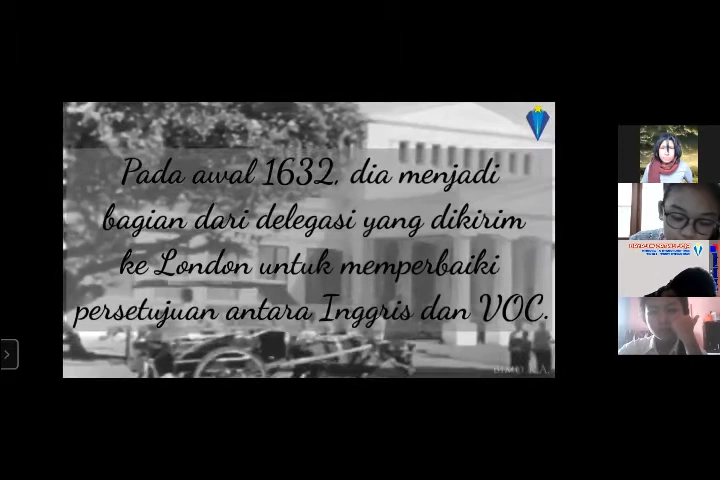 Pada awal 1632, dia menjadi
bagian dari delegasi yang dikirim
ke London untuk memperbaiki
persetujuan antara Inggris dan VOC.